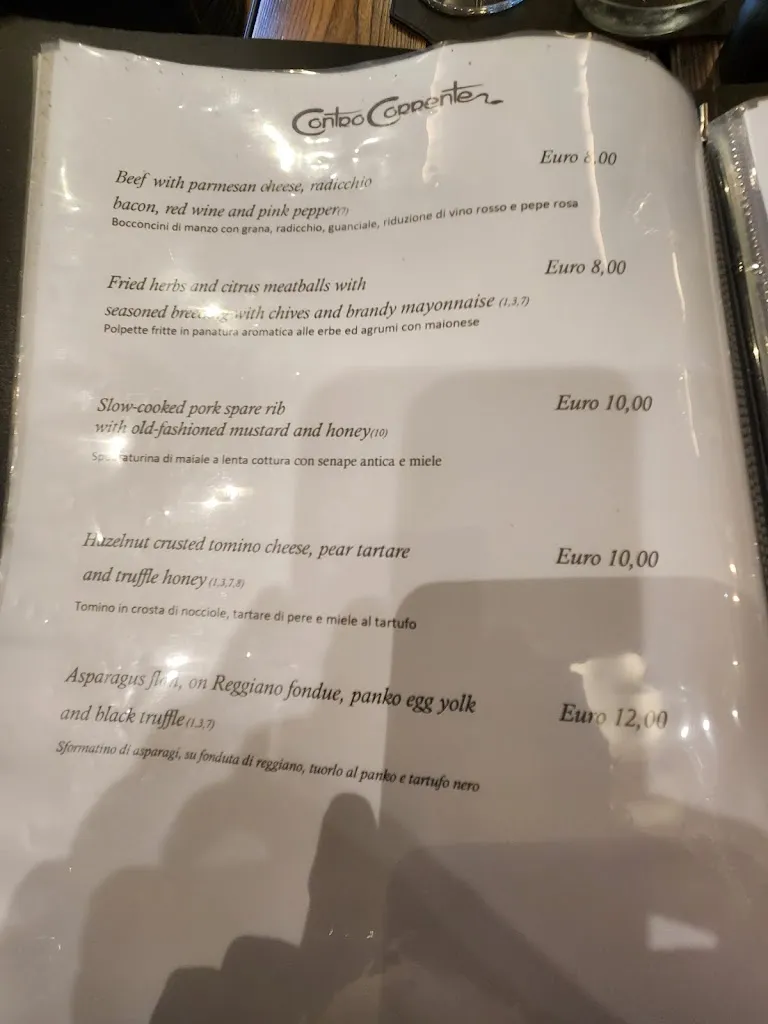 ControCorrente
Euro 8.00
Beef with parmesan cheese, radicchio
bacon, red wine and pink pepper(7)
Bocconcini di manzo con grana, radicchio, guanciale, riduzione di vino rosso e pepe rosa
Euro 8,00
Fried herbs and citrus meatballs with
seasoned with chives and brandy mayonnaise (1,3,7)
Polpette fritte in panatura aromatica alle erbe ed agrumi con maionese
Slow-cooked pork spare rib
Euro 10,00
with old-fashioned mustard and honey(10)
di maiale a lenta cottura con senape antica e miele
Hazelnut crusted tomino cheese, pear tartare
Euro 10,00
and truffle honey (1,3,7,8)
Tomino in crosta di nocciole, tartare di pere e miele al tartufo
Asparagus flan, on Reggiano fondue, panko egg yolk
Euro 12,00
and black truffle (1,3,7)
Sformatino di asparagi, su fonduta di reggiano, tuorlo al panko e tartufo nero